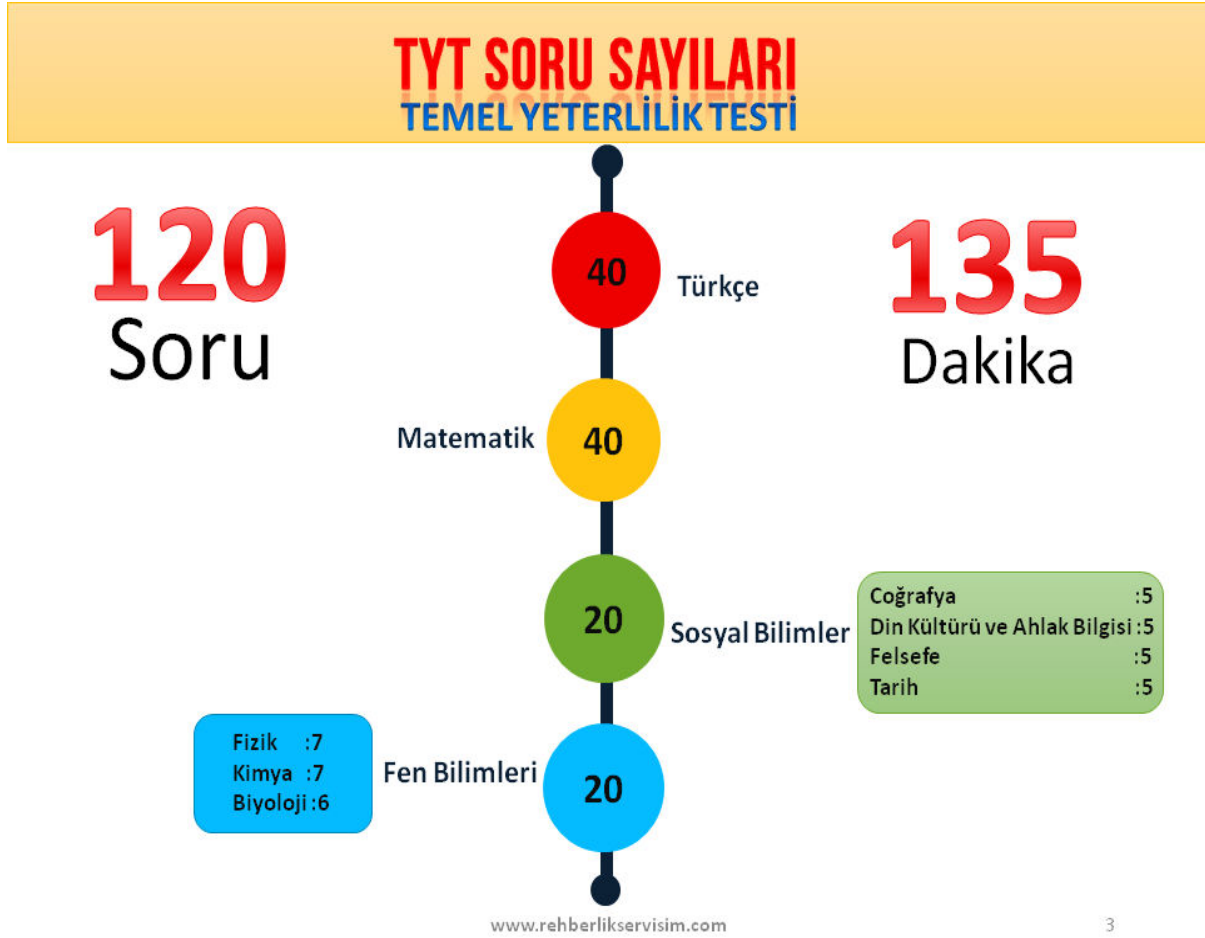 TYT SORU SAYILARI
TEMEL YETERLİLİK TESTİ
120
Soru
135
Dakika
40
Türkçe
Matematik
40
20
Sosyal Bilimler
Coğrafya :5
Din Kültürü ve Ahlak Bilgisi :5
Felsefe :5
Tarih :5
Fizik :7
Kimya :7
Biyoloji :6
Fen Bilimleri
20
www.rehberlikservisim.com
3